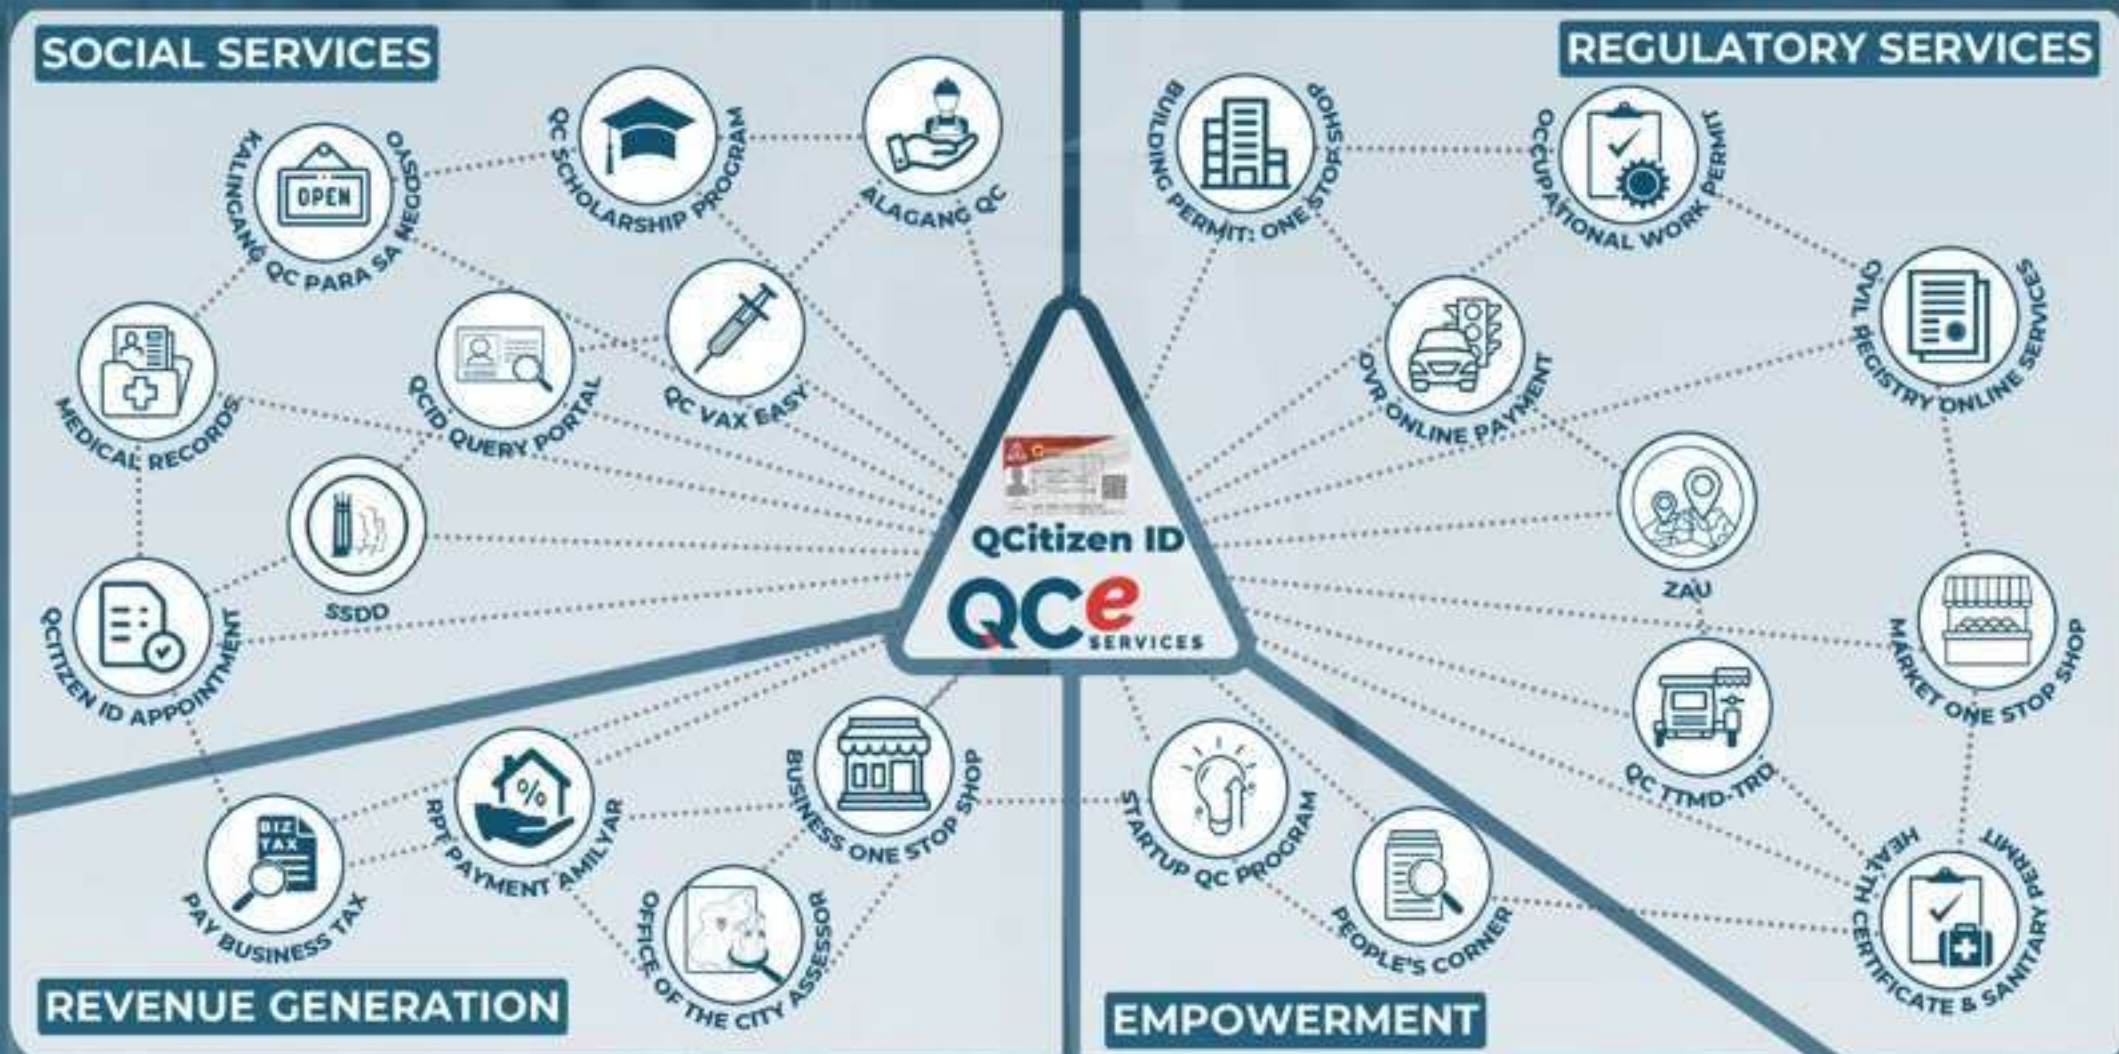 SOCIAL SERVICES
KALINGANG QC PARA SA NEGOSYO
OPEN
QC SCHOLARSHIP PROGRAM
ALAGANG QC
MEDICAL RECORDS
QCID QUERY PORTAL
QC VAX EASY
SSDD
QCITIZEN ID APPOINTMENT
REGULATORY SERVICES
BUILDING PERMIT: ONE STOP SHOP
OCCUPATIONAL WORK PERMIT
CIVIL REGISTRY ONLINE SERVICES
OVR ONLINE PAYMENT
ZAU
MARKET ONE STOP SHOP
QC TTMD-TRD
HEALTH CERTIFICATE & SANITARY PERMIT
QCitizen ID
QCe
SERVICES
REVENUE GENERATION
BIZ
TAX
PAY BUSINESS TAX
%
RPT PAYMENT AMILYAR
BUSINESS ONE STOP SHOP
OFFICE OF THE CITY ASSESSOR
EMPOWERMENT
STARTUP QC PROGRAM
PEOPLE'S CORNER